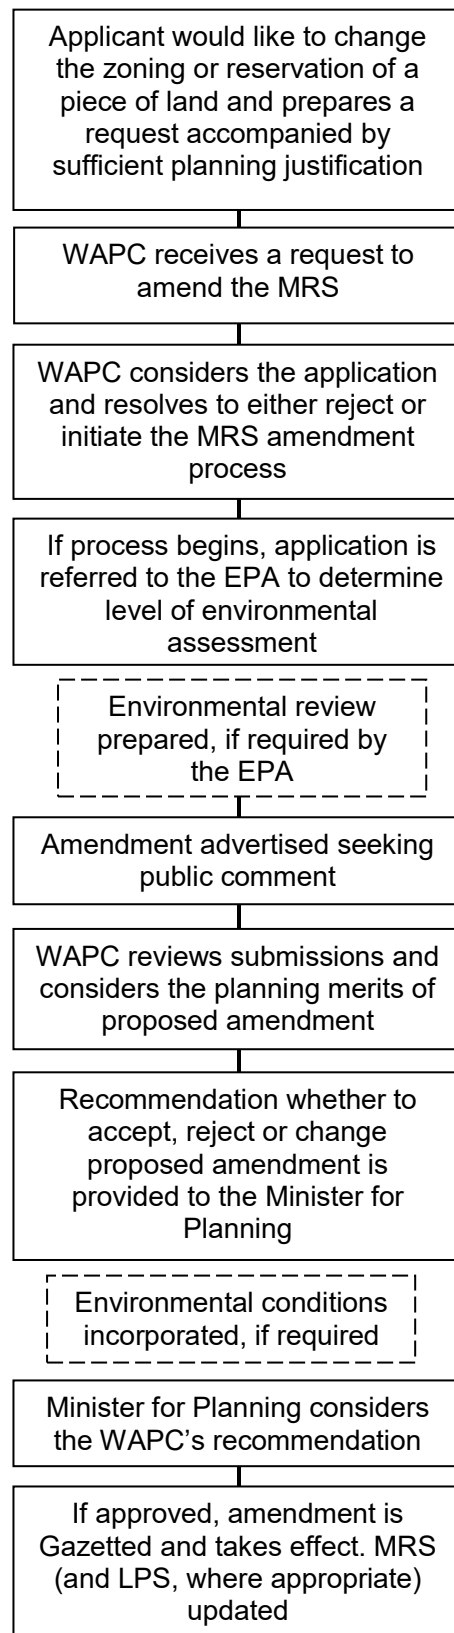 Applicant would like to change
the zoning or reservation of a
piece of land and prepares a
request accompanied by
sufficient planning justification
WAPC receives a request to
amend the MRS
WAPC considers the application
and resolves to either reject or
initiate the MRS amendment
process
If process begins, application is
referred to the EPA to determine
level of environmental
assessment
Environmental review
prepared, if required by
the EPA
Amendment advertised seeking
public comment
WAPC reviews submissions and
considers the planning merits of
proposed amendment
Recommendation whether to
accept, reject or change
proposed amendment is
provided to the Minister for
Planning
Environmental conditions
incorporated, if required
Minister for Planning considers
the WAPC’s recommendation
If approved, amendment is
Gazetted and takes effect. MRS
(and LPS, where appropriate)
updated